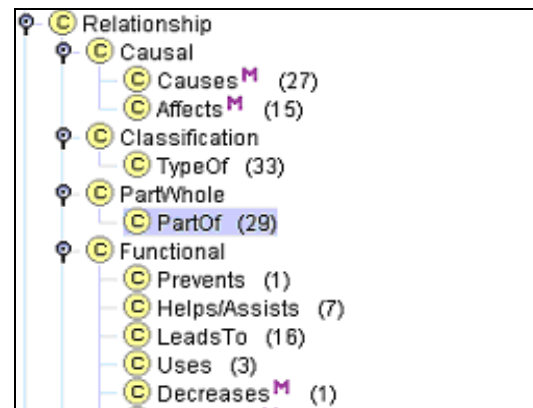 C Relationship
C Causal
C Causes M (27)
C Affects M (15)
C Classification
C TypeOf (33)
C PartWhole
C PartOf (29)
C Functional
C Prevents (1)
C Helps/Assists (7)
C LeadsTo (16)
C Uses (3)
C Decreases M (1)